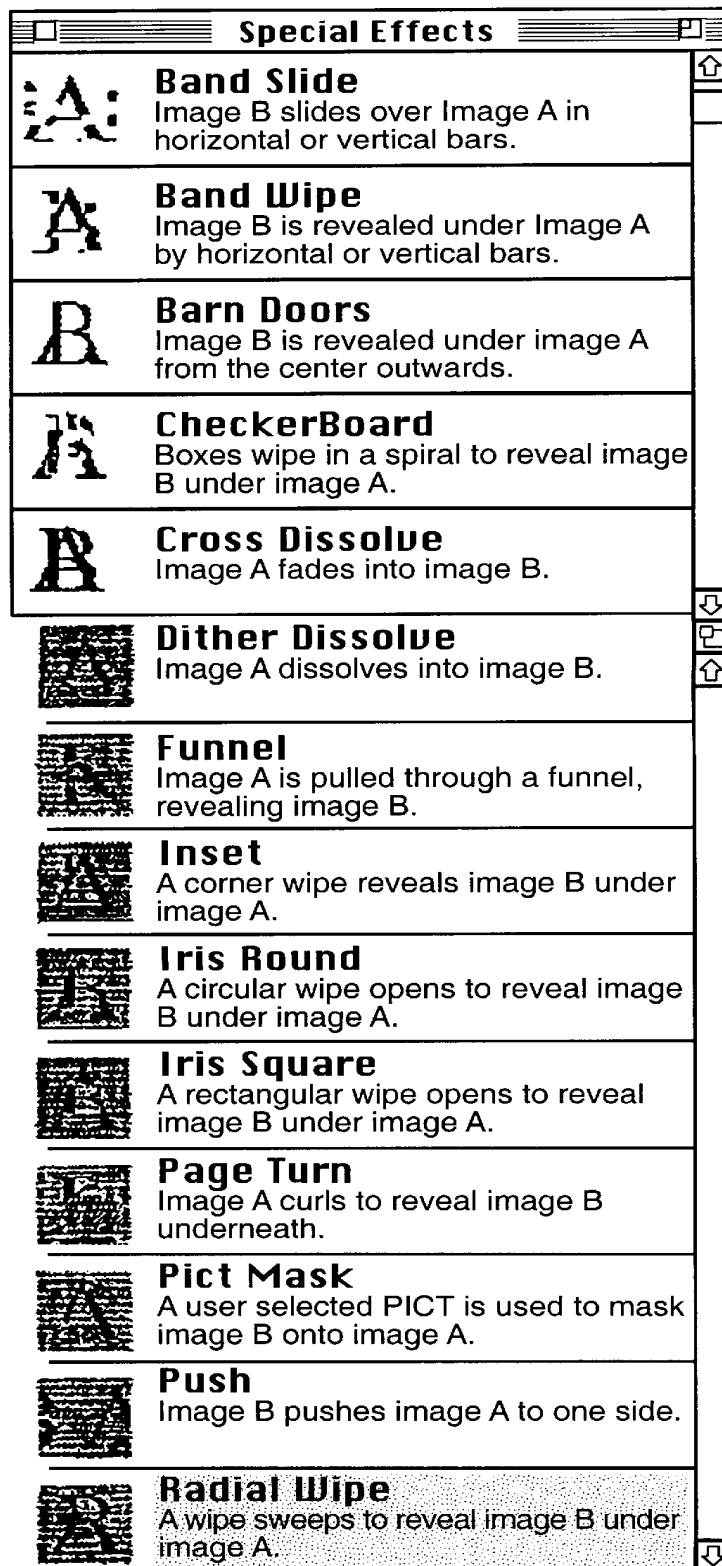 Special Effects
Band Slide
Image B slides over Image A in
horizontal or vertical bars.
Band Wipe
Image B is revealed under Image A
by horizontal or vertical bars.
Barn Doors
Image B is revealed under image A
from the center outwards.
CheckerBoard
Boxes wipe in a spiral to reveal image
B under image A.
Cross Dissolve
Image A fades into image B.
Dither Dissolve
Image A dissolves into image B.
Funnel
Image A is pulled through a funnel,
revealing image B.
Inset
A corner wipe reveals image B under
image A.
Iris Round
A circular wipe opens to reveal image
B under image A.
Iris Square
A rectangular wipe opens to reveal
image B under image A.
Page Turn
Image A curls to reveal image B
underneath.
Pict Mask
A user selected PICT is used to mask
image B onto image A.
Push
Image B pushes image A to one side.
Radial Wipe
A wipe sweeps to reveal image B under
image A.